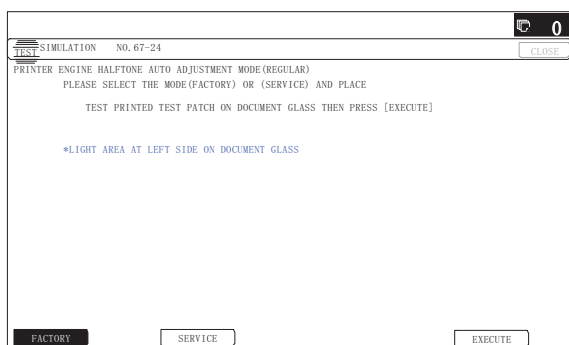 0
TEST SIMULATION NO. 67-24
CLOSE
PRINTER ENGINE HALFTONE AUTO ADJUSTMENT MODE(REGULAR)
PLEASE SELECT THE MODE(FACTORY) OR (SERVICE) AND PLACE
TEST PRINTED TEST PATCH ON DOCUMENT GLASS THEN PRESS [EXECUTE]
*LIGHT AREA AT LEFT SIDE ON DOCUMENT GLASS
FACTORY SERVICE EXECUTE